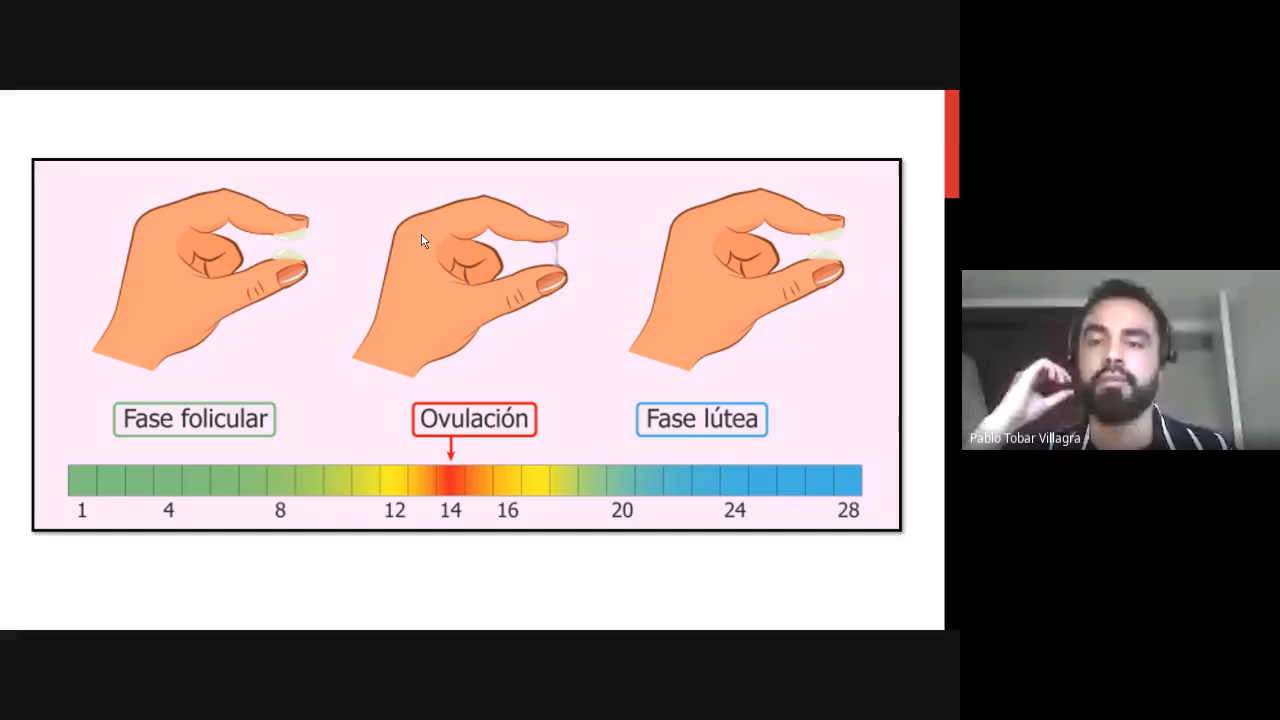 Fase folicular
Ovulación
Fase lútea
1 4 8 12 14 16 20 24 28
Pablo Tobar Villagra